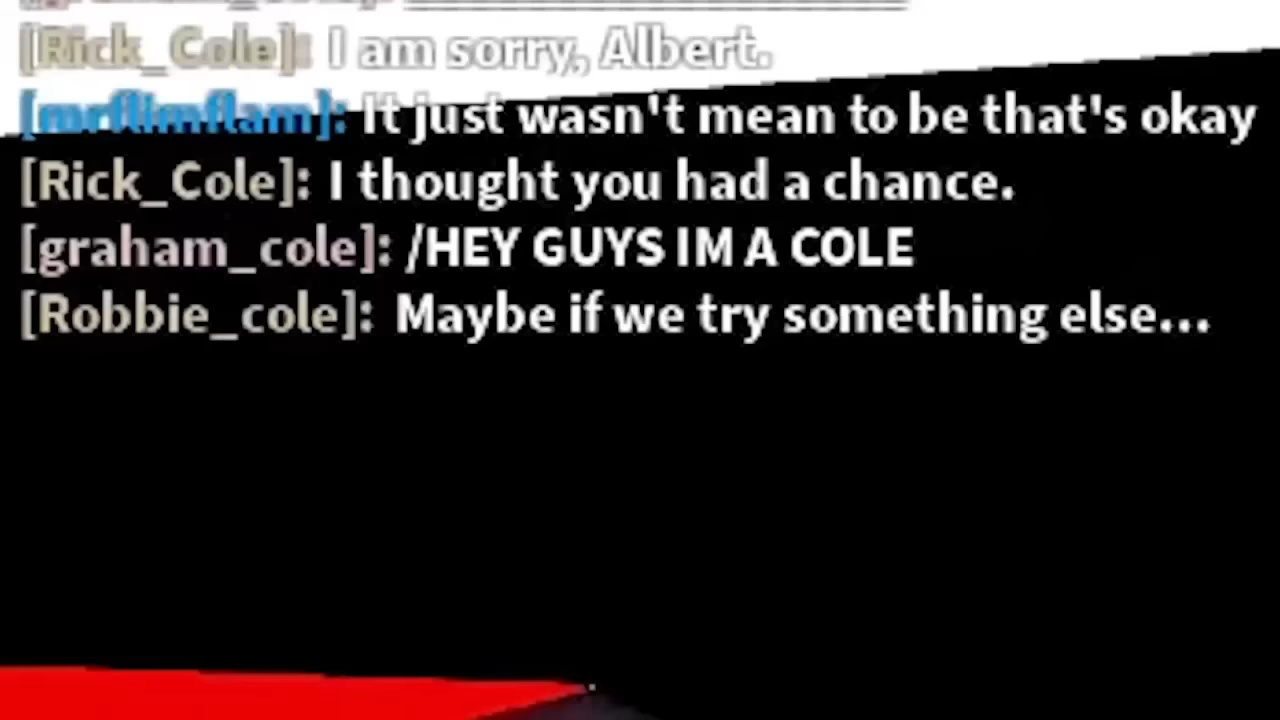 [Rick_Cole]: I am sorry, Albert.
[mrflimflam]: It just wasn't mean to be that's okay
[Rick_Cole]: I thought you had a chance.
[graham_cole]: /HEY GUYS IM A COLE
[Robbie_cole]: Maybe if we try something else...